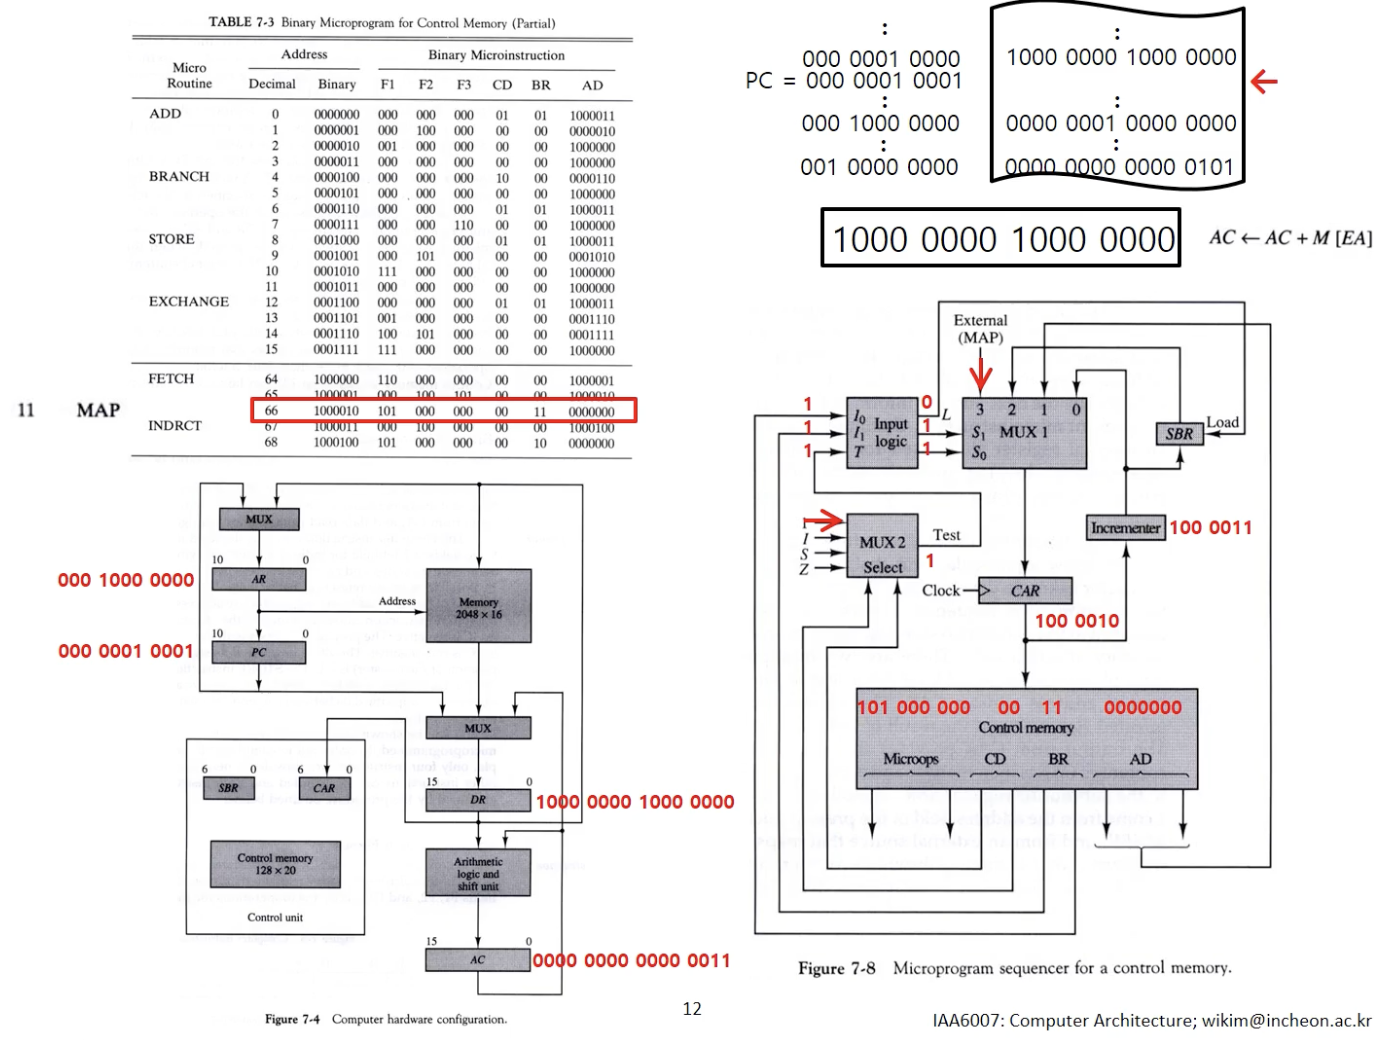 TABLE 7-3 Binary Microprogram for Control Memory (Partial)
Micro Routine Address Binary Microinstruction
Decimal Binary F1 F2 F3 CD BR AD
ADD 0 0000000 000 000 000 01 01 1000011
1 0000001 000 100 000 00 00 0000010
2 0000010 001 000 000 00 00 1000000
3 0000011 000 000 000 00 00 1000000
BRANCH 4 0000100 000 000 000 10 00 0000110
5 0000101 000 000 000 00 00 1000000
6 0000110 000 000 000 01 01 1000011
7 0000111 000 000 110 00 00 1000000
STORE 8 0001000 000 000 000 01 01 1000011
9 0001001 000 101 000 00 00 0001010
10 0001010 111 000 000 00 00 1000000
11 0001011 000 000 000 00 00 1000000
EXCHANGE 12 0001100 000 000 000 01 01 1000011
13 0001101 001 000 000 00 00 0001110
14 0001110 100 101 000 00 00 0001111
15 0001111 111 000 000 00 00 1000000
FETCH 64 1000000 110 000 000 00 00 1000001
65 1000001 000 100 101 00 00 1000010
11 MAP 66 1000010 101 000 000 00 11 0000000
INDRCT 67 1000011 000 100 000 00 00 1000100
68 1000100 101 000 000 00 10 0000000
:
000 0001 0000
PC = 000 0001 0001
:
000 1000 0000
:
001 0000 0000
:
1000 0000 1000 0000
:
0000 0001 0000 0000
:
0000 0000 0000 0101
1000 0000 1000 0000
AC ← AC + M [EA]
MUX
10 0
000 1000 0000 AR
Address
Memory
2048 × 16
10 0
000 0001 0001 PC
MUX
6 0 6 0
SBR CAR
15 0
DR 1000 0000 1000 0000
Control memory
128 × 20
Arithmetic
logic and
shift unit
Control unit
15 0
AC 0000 0000 0000 0011
Figure 7-4 Computer hardware configuration.
External
(MAP)
1 I0 0 L
1 I1 Input logic 1 S1
1 T 1 S0
3 2 1 0
MUX 1
SBR Load
Incrementer 100 0011
1
I
S
Z
MUX 2
Select
Test
1
Clock CAR
100 0010
101 000 000 00 11 0000000
Control memory
Microops CD BR AD
Figure 7-8 Microprogram sequencer for a control memory.
12
IAA6007: Computer Architecture; wikim@incheon.ac.kr